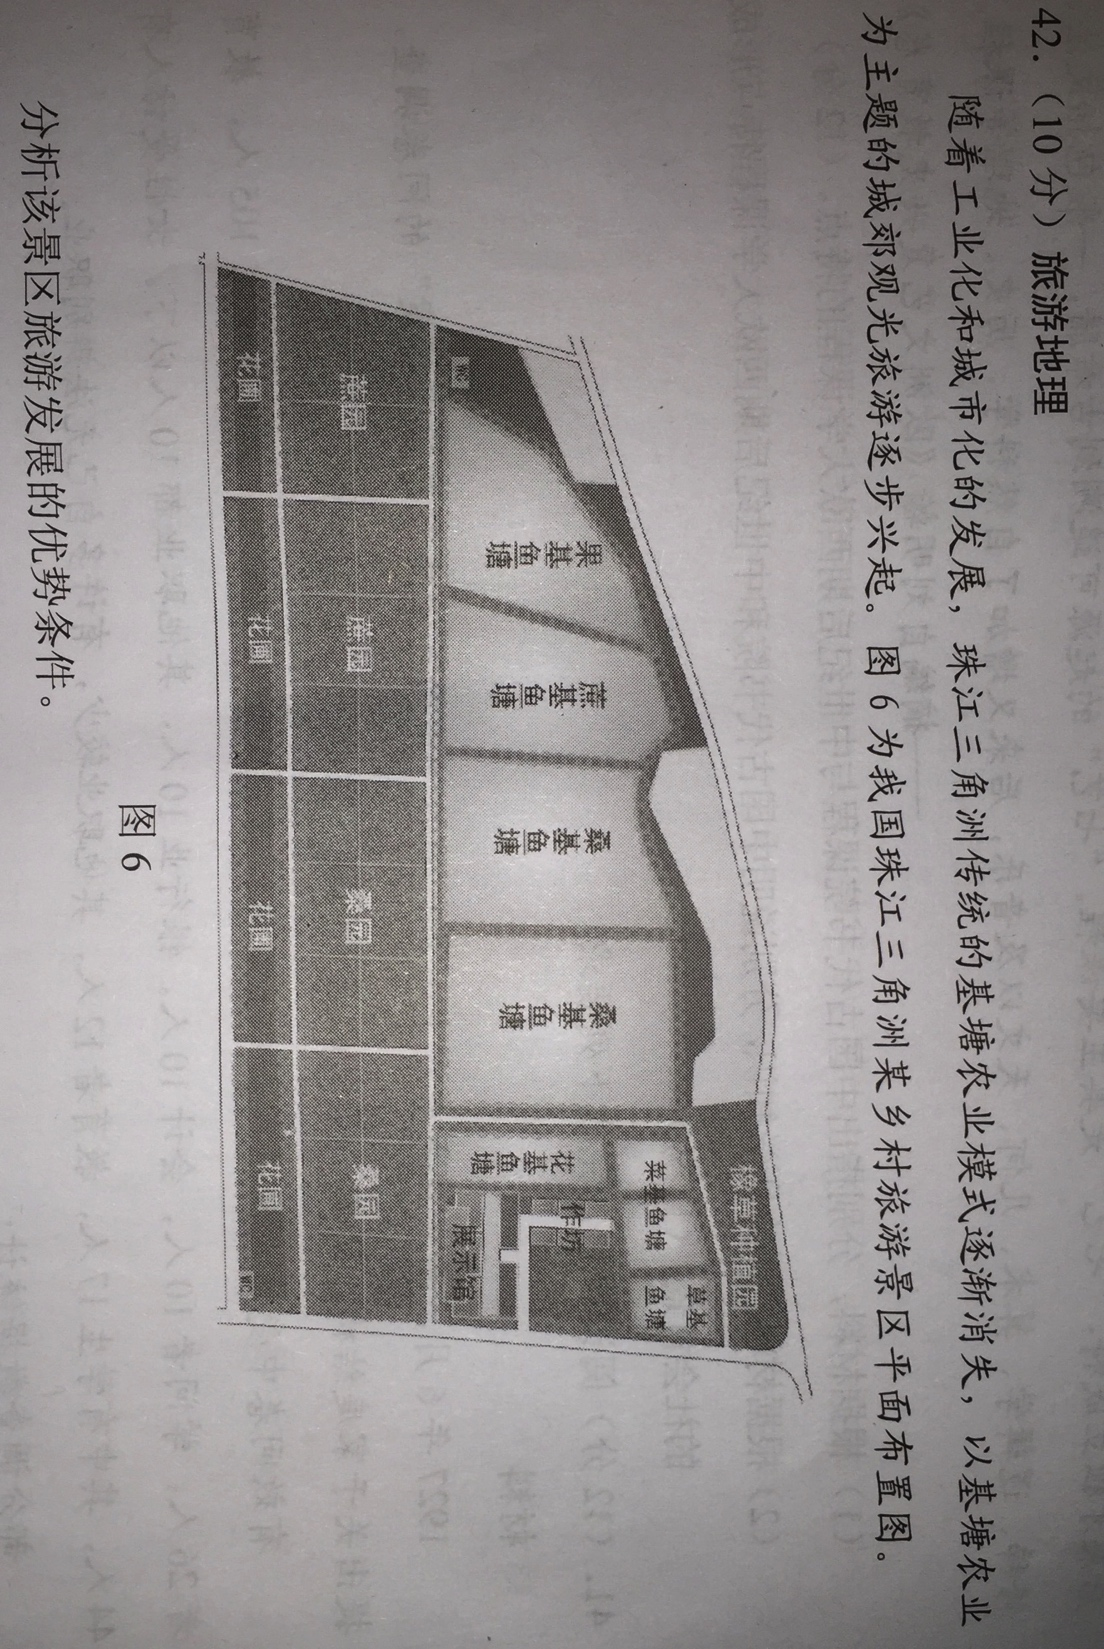 42.（10分）旅游地理
随着工业化和城市化的发展，珠江三角洲传统的基塘农业模式逐渐消失，以基塘农业
为主题的城郊观光旅游逐步兴起。图6为我国珠江三角洲某乡村旅游景区平面布置图。
橡草种植园
草基
鱼塘
菜基鱼塘
果基鱼塘
蔗基鱼塘
桑基鱼塘
桑基鱼塘
花基鱼塘
作坊
展示馆
WC
蔗园
蔗园
桑园
桑园
花圃
花圃
花圃
花圃
WC
图6
分析该景区旅游发展的优势条件。